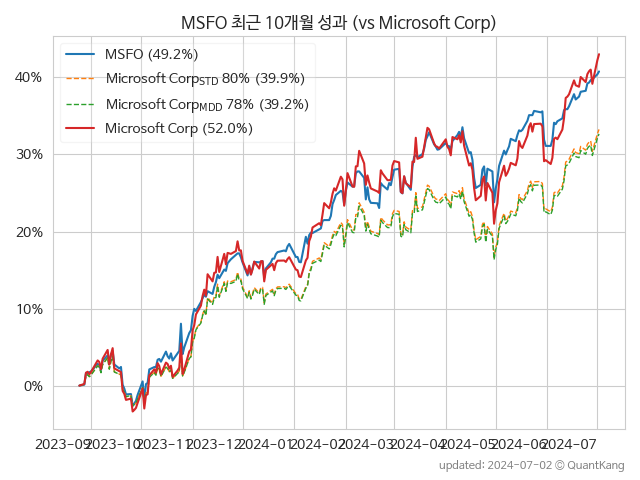 MSFO 최근 10개월 성과 (vs Microsoft Corp)
MSFO (49.2%)
Microsoft CorpSTD 80% (39.9%)
Microsoft CorpMDD 78% (39.2%)
Microsoft Corp (52.0%)
40%
30%
20%
10%
0%
2023-09 2023-10 2023-11 2023-12 2024-01 2024-02 2024-03 2024-04 2024-05 2024-06 2024-07
updated: 2024-07-02 © QuantKang